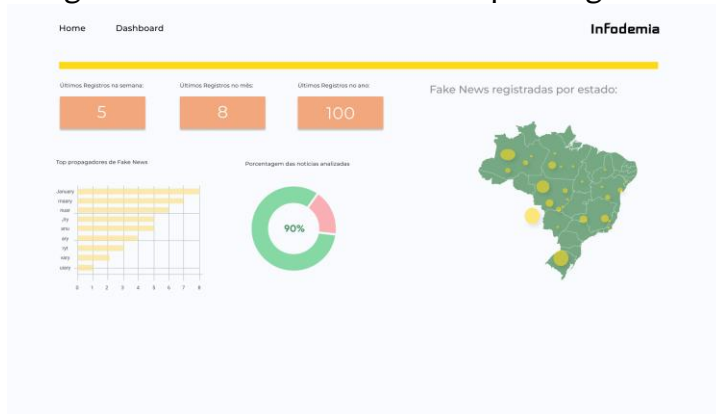 Home Dashboard Infodemia
Últimos Registros na semana: Últimos Registros no mês: Últimos Registros no ano:
5 8 100
Fake News registradas por estado:
Top propagadores de Fake News
Porcentagem das notícias analizadas
January
90%
0 1 2 3 4 5 6 7 8